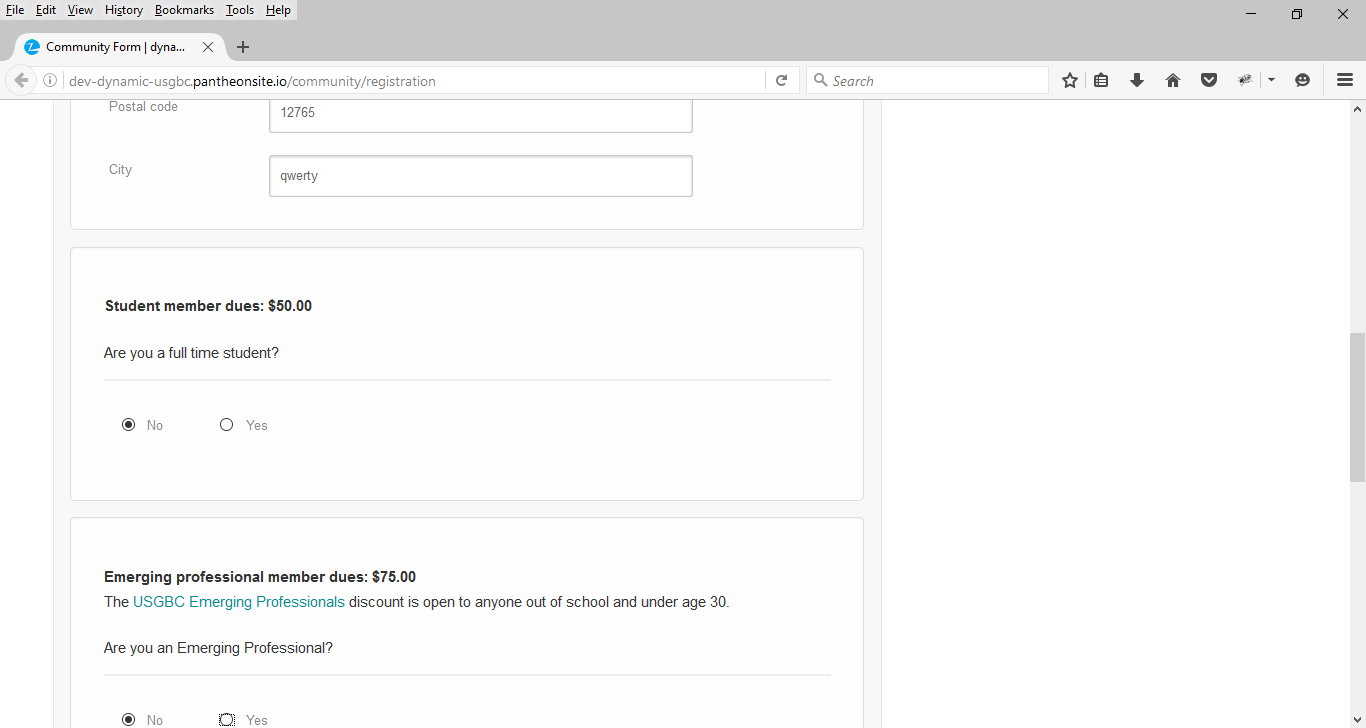 File Edit View History Bookmarks Tools Help
Community Form | dyna...
dev-dynamic-usgbc.pantheonsite.io/community/registration
Search
Postal code
12765
City
qwerty
Student member dues: $50.00
Are you a full time student?
No Yes
Emerging professional member dues: $75.00
The USGBC Emerging Professionals discount is open to anyone out of school and under age 30.
Are you an Emerging Professional?
No Yes